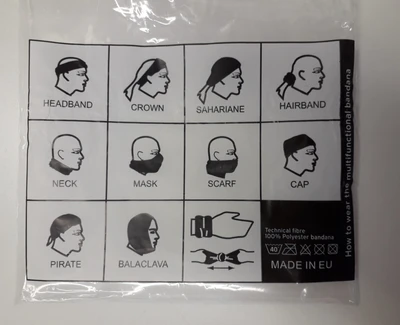 HEADBAND
CROWN
SAHARIANE
HAIRBAND
NECK
MASK
SCARF
CAP
PIRATE
BALACLAVA
Technical fibre
100% Polyester bandana
40
MADE IN EU
How to wear the multifunctional bandana